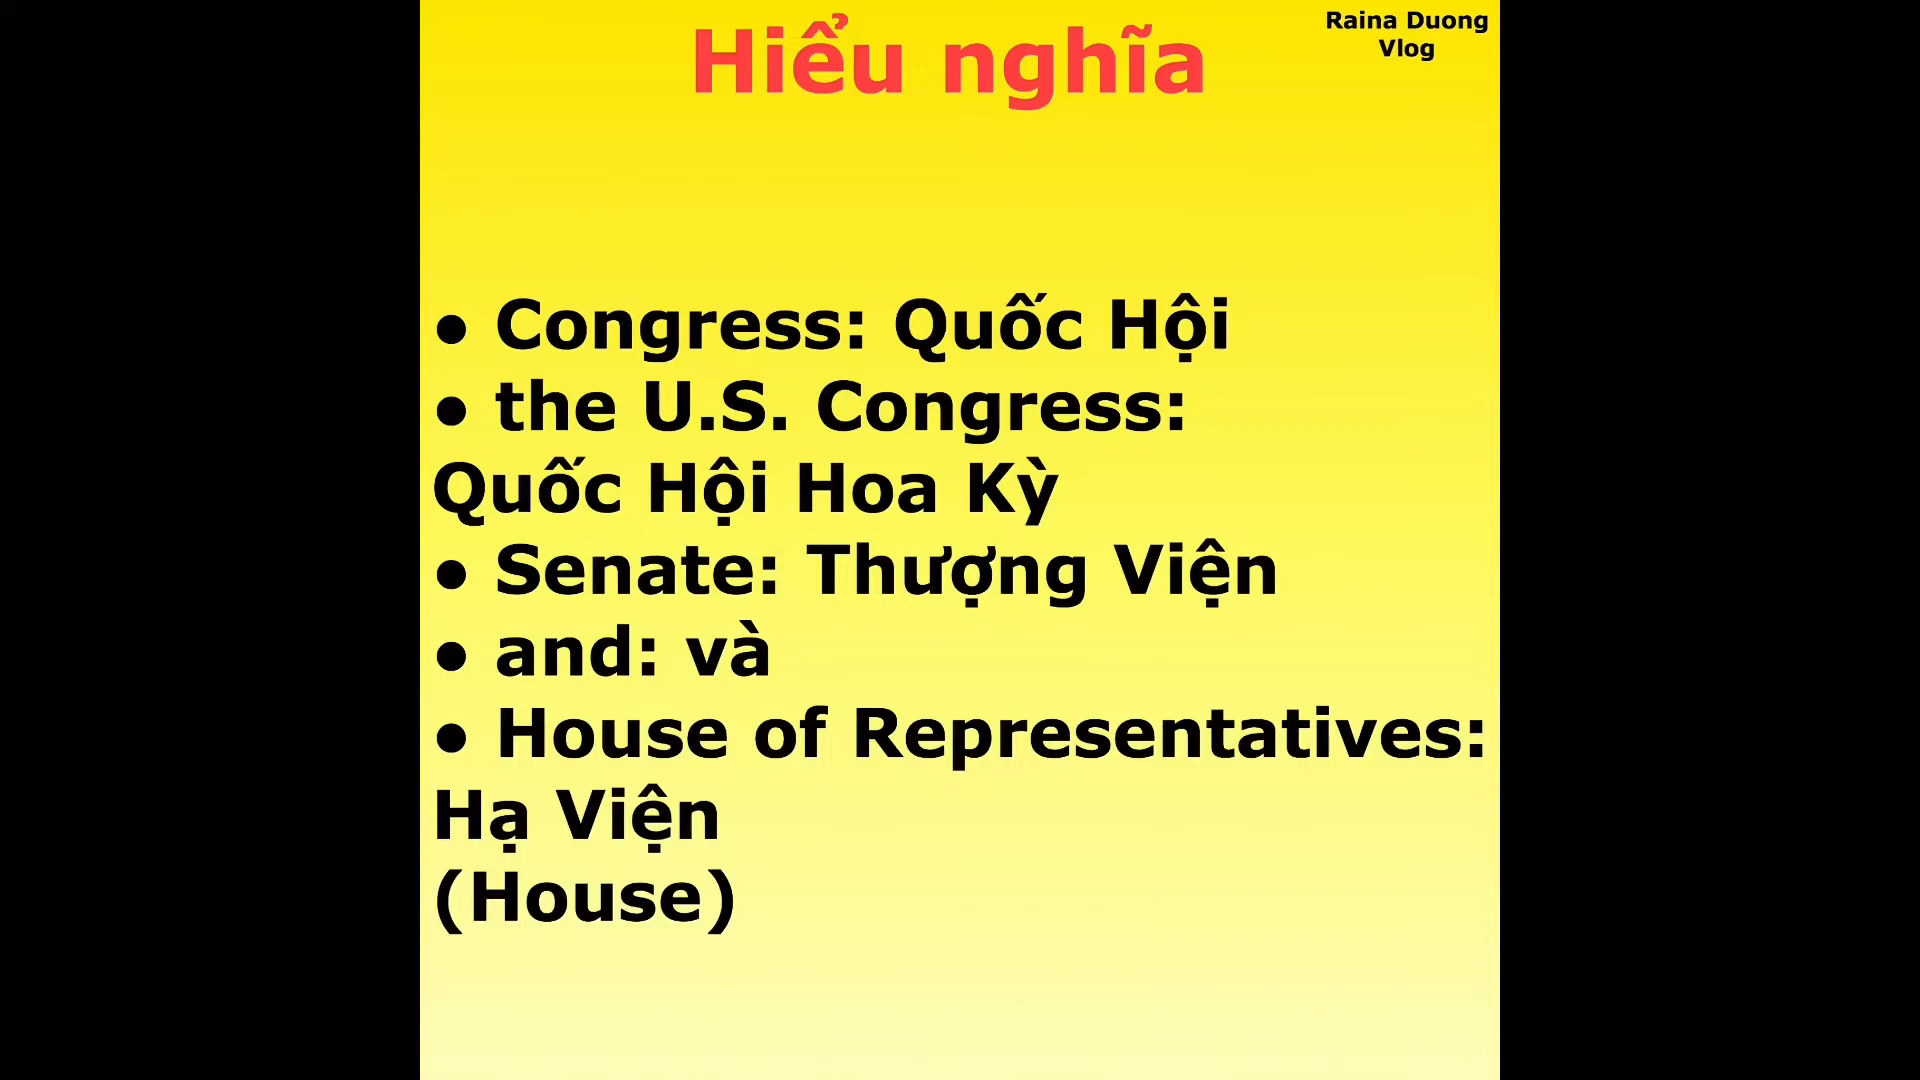 Hiểu nghĩa
Raina Duong
Vlog
● Congress: Quốc Hội
● the U.S. Congress:
Quốc Hội Hoa Kỳ
● Senate: Thượng Viện
● and: và
● House of Representatives:
Hạ Viện
(House)